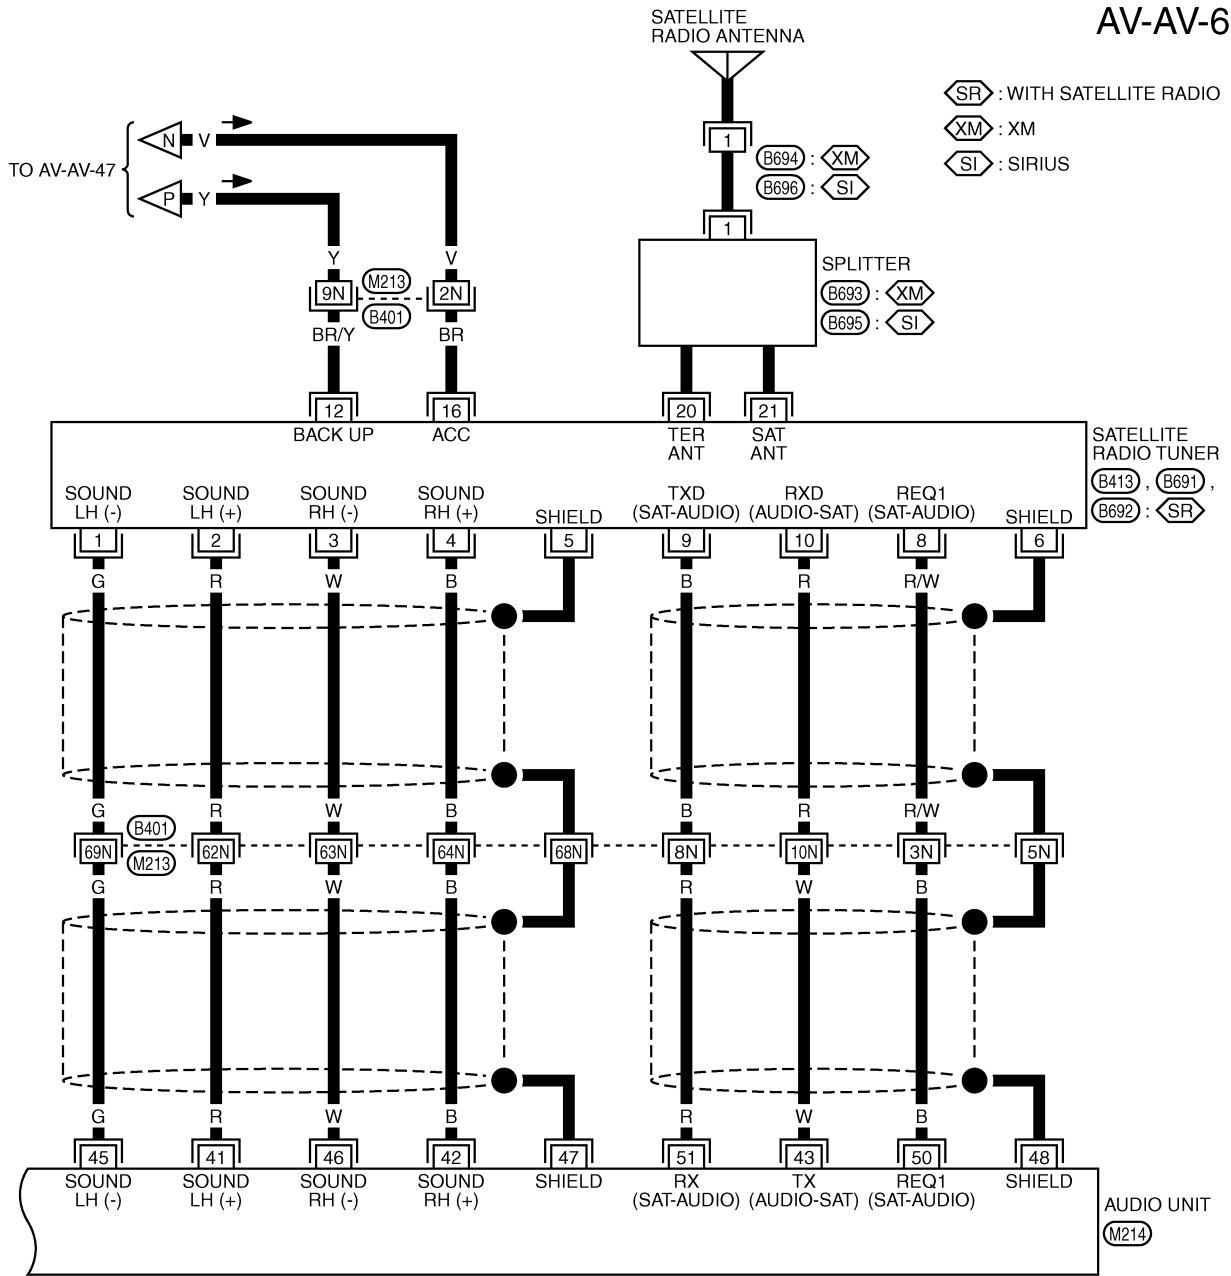 AV-AV-6
SATELLITE
RADIO ANTENNA
SR : WITH SATELLITE RADIO
XM : XM
SI : SIRIUS
N V
TO AV-AV-47
P Y
1
B694 : XM
B696 : SI
1
SPLITTER
B693 : XM
B695 : SI
Y V
9N M213 2N
B401
BR/Y BR
12 16 20 21
BACK UP ACC TER SAT
ANT ANT
SATELLITE
RADIO TUNER
B413 , B691 ,
B692 : SR
SOUND SOUND SOUND SOUND TXD RXD REQ1
LH (-) LH (+) RH (-) RH (+) SHIELD (SAT-AUDIO) (AUDIO-SAT) (SAT-AUDIO) SHIELD
1 2 3 4 5 9 10 8 6
G R W B B R R/W
G R W B B R R/W
B401
69N 62N 63N 64N 68N 8N 10N 3N 5N
M213
G R W B R W B
G R W B R W B
45 41 46 42 47 51 43 50 48
SOUND SOUND SOUND SOUND SHIELD RX TX REQ1 SHIELD
LH (-) LH (+) RH (-) RH (+) (SAT-AUDIO) (AUDIO-SAT) (SAT-AUDIO)
AUDIO UNIT
M214